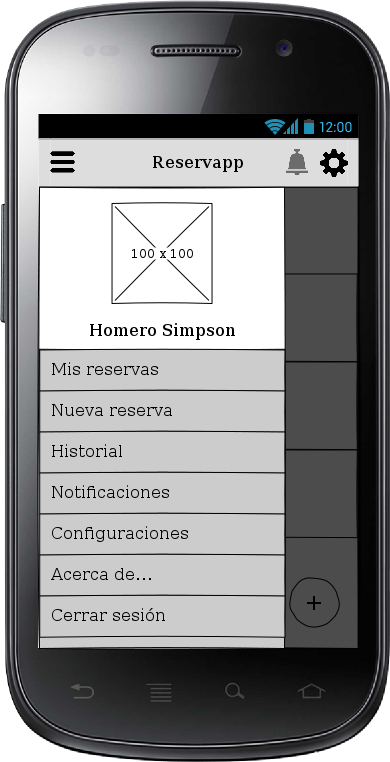 12:00
Reservapp
100 x 100
Homero Simpson
Mis reservas
Nueva reserva
Historial
Notificaciones
Configuraciones
Acerca de...
Cerrar sesión
+